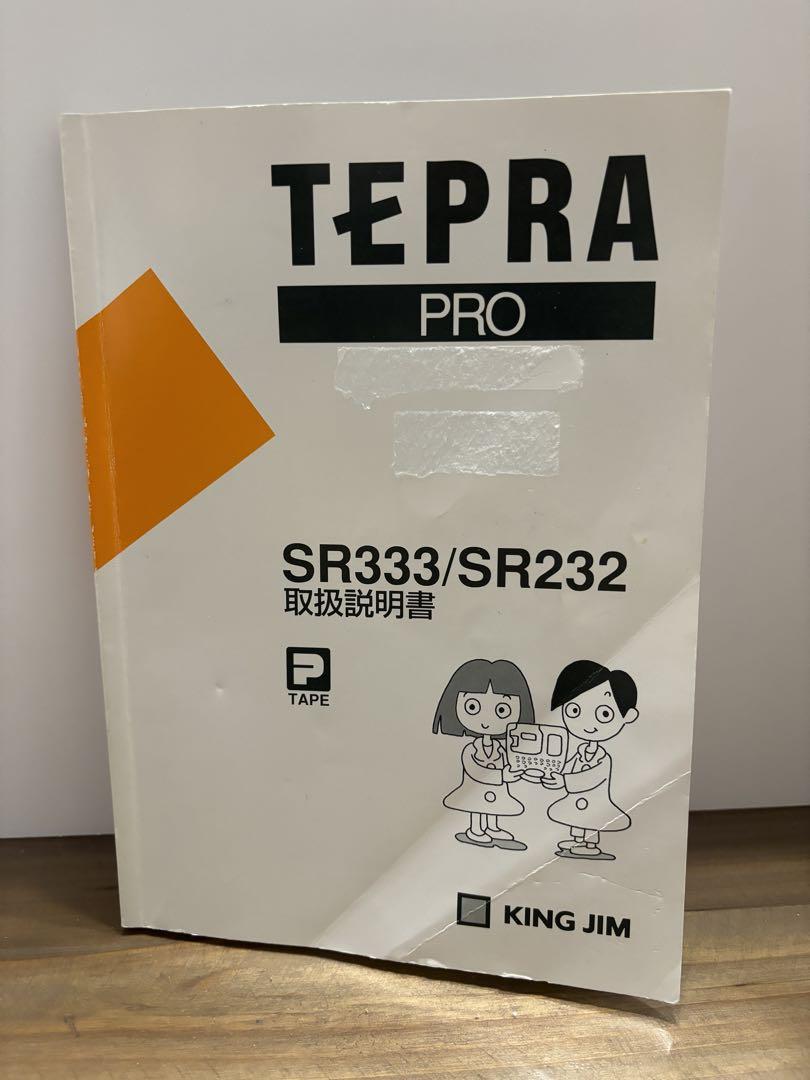 TEPRA
PRO
SR333/SR232
取扱説明書
P
TAPE
KING JIM